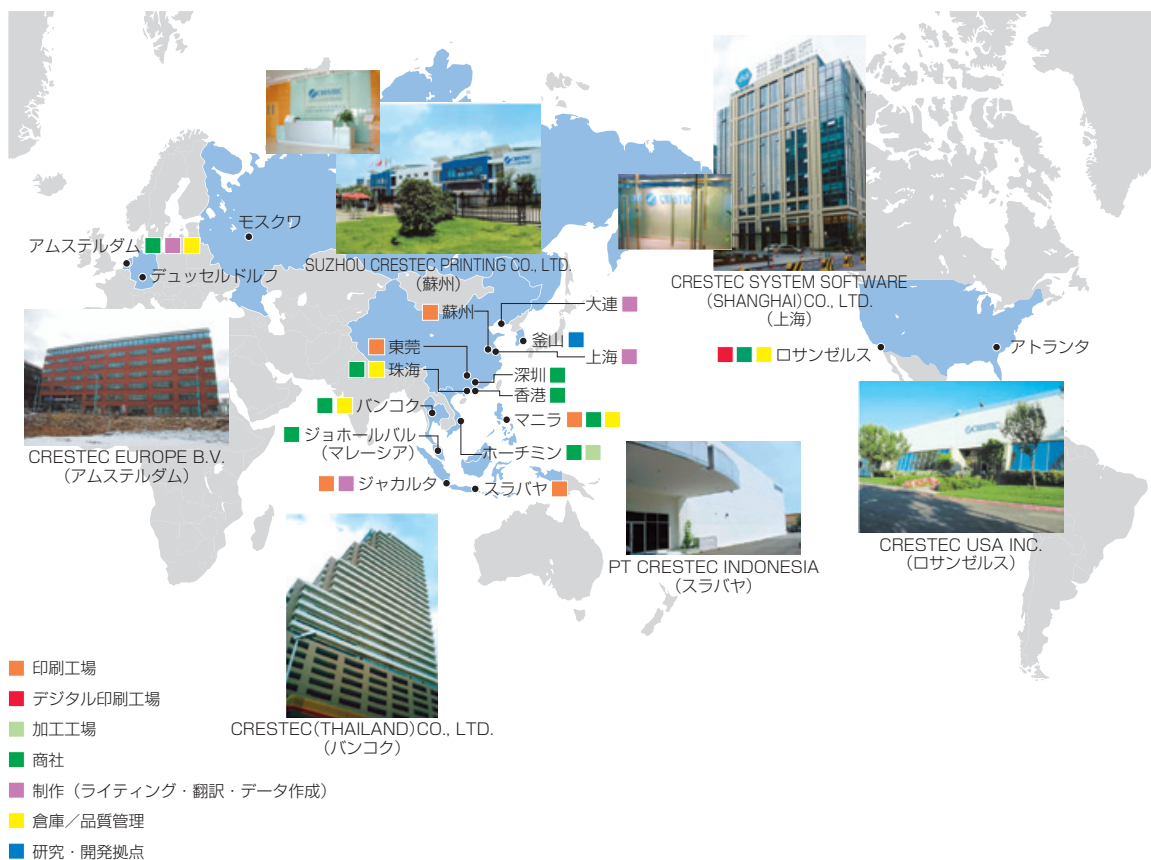 CRESTEC
CRESTEC
CRESTEC
モスクワ
アムステルダム
デュッセルドルフ
SUZHOU CRESTEC PRINTING CO., LTD.
（蘇州）
CRESTEC SYSTEM SOFTWARE
(SHANGHAI)CO., LTD.
（上海）
蘇州
大連
釜山
東莞
上海
珠海
深圳
香港
バンコク
マニラ
ジョホールバル
（マレーシア）
ホーチミン
ジャカルタ
スラバヤ
ロサンゼルス
アトランタ
CRESTEC EUROPE B.V.
（アムステルダム）
CRESTEC
CRESTEC USA INC.
（ロサンゼルス）
PT CRESTEC INDONESIA
（スラバヤ）
CRESTEC(THAILAND)CO., LTD.
（バンコク）
印刷工場
デジタル印刷工場
加工工場
商社
制作（ライティング・翻訳・データ作成）
倉庫／品質管理
研究・開発拠点